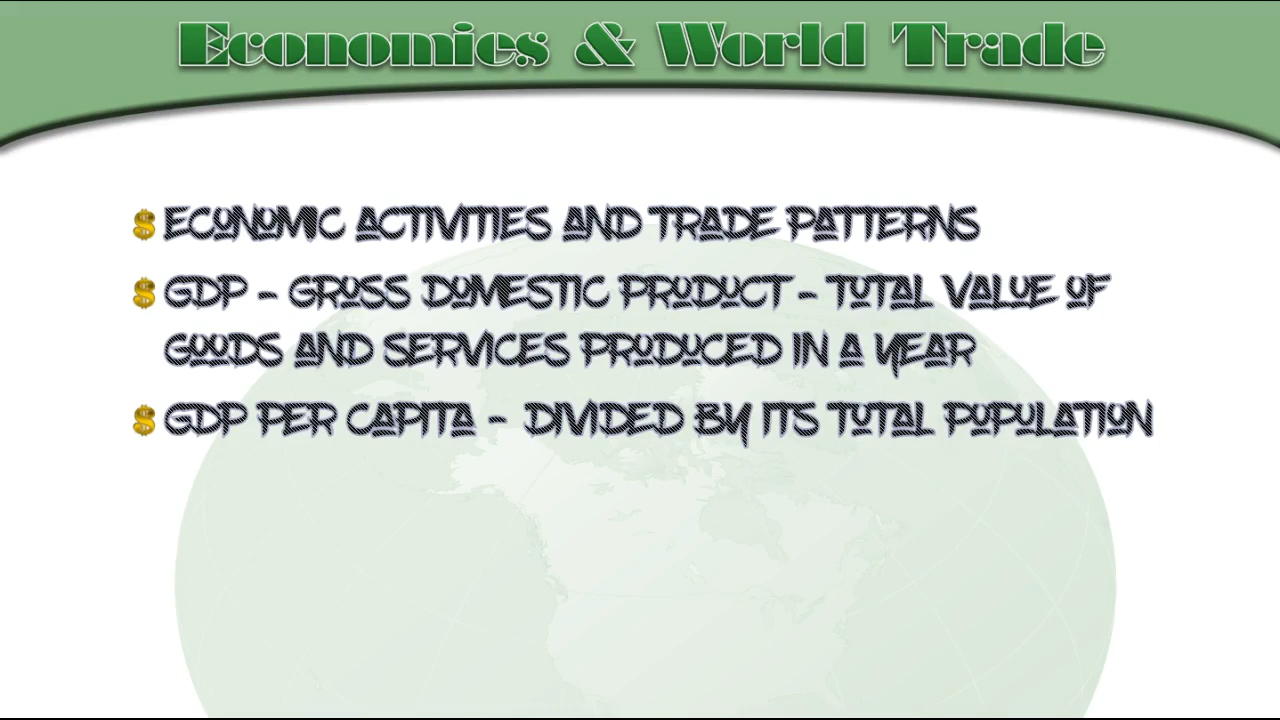 Economics & World Trade
ECONOMIC ACTIVITIES AND TRADE PATTERNS
GDP – GROSS DOMESTIC PRODUCT – TOTAL VALUE OF
GOODS AND SERVICES PRODUCED IN A YEAR
GDP PER CAPITA – DIVIDED BY ITS TOTAL POPULATION